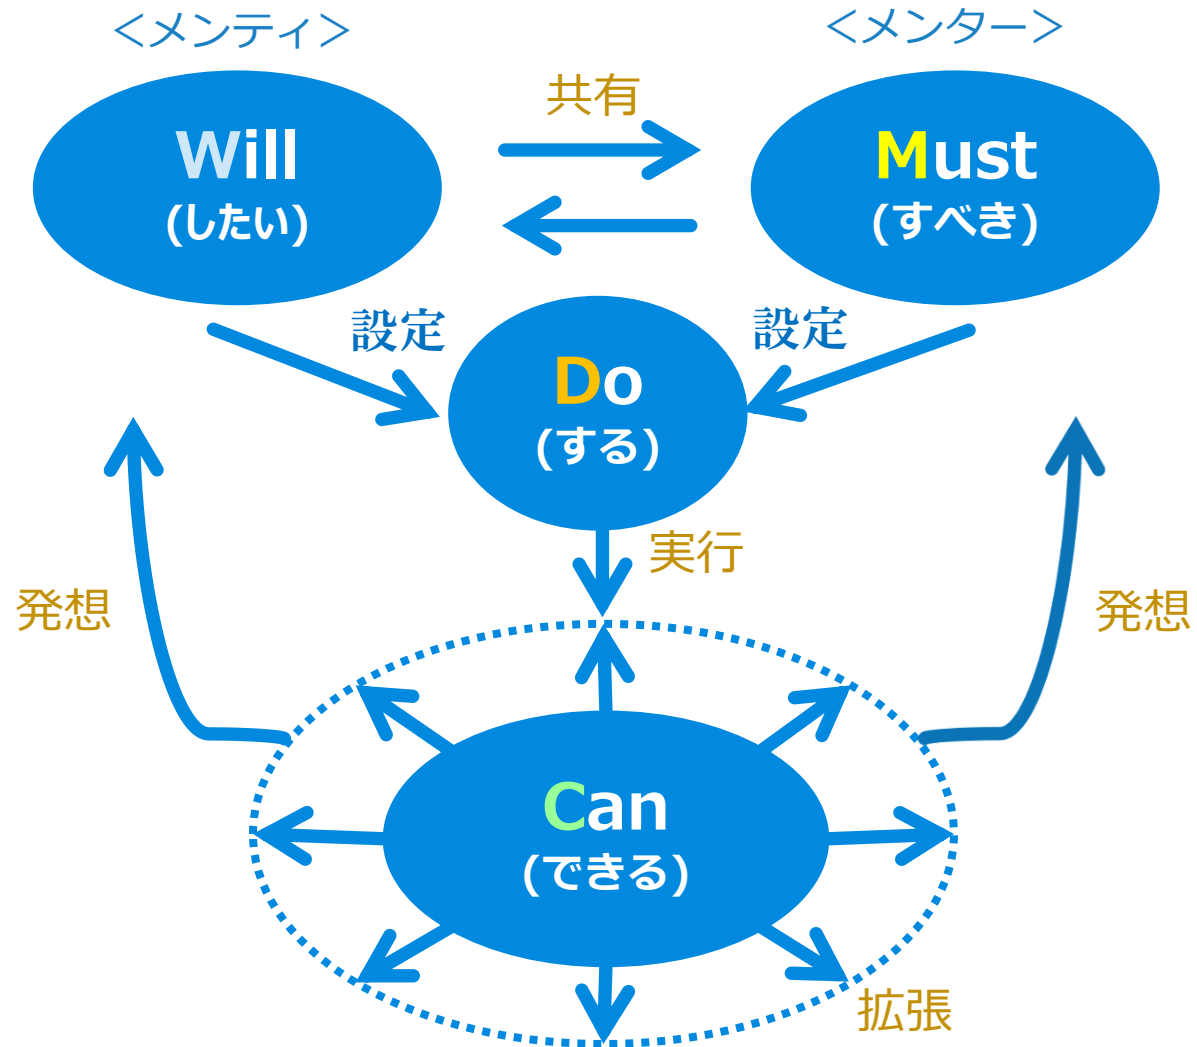 ＜メンティ＞
＜メンター＞
共有
Will
(したい)
Must
(すべき)
設定
設定
Do
(する)
実行
発想
発想
Can
(できる)
拡張